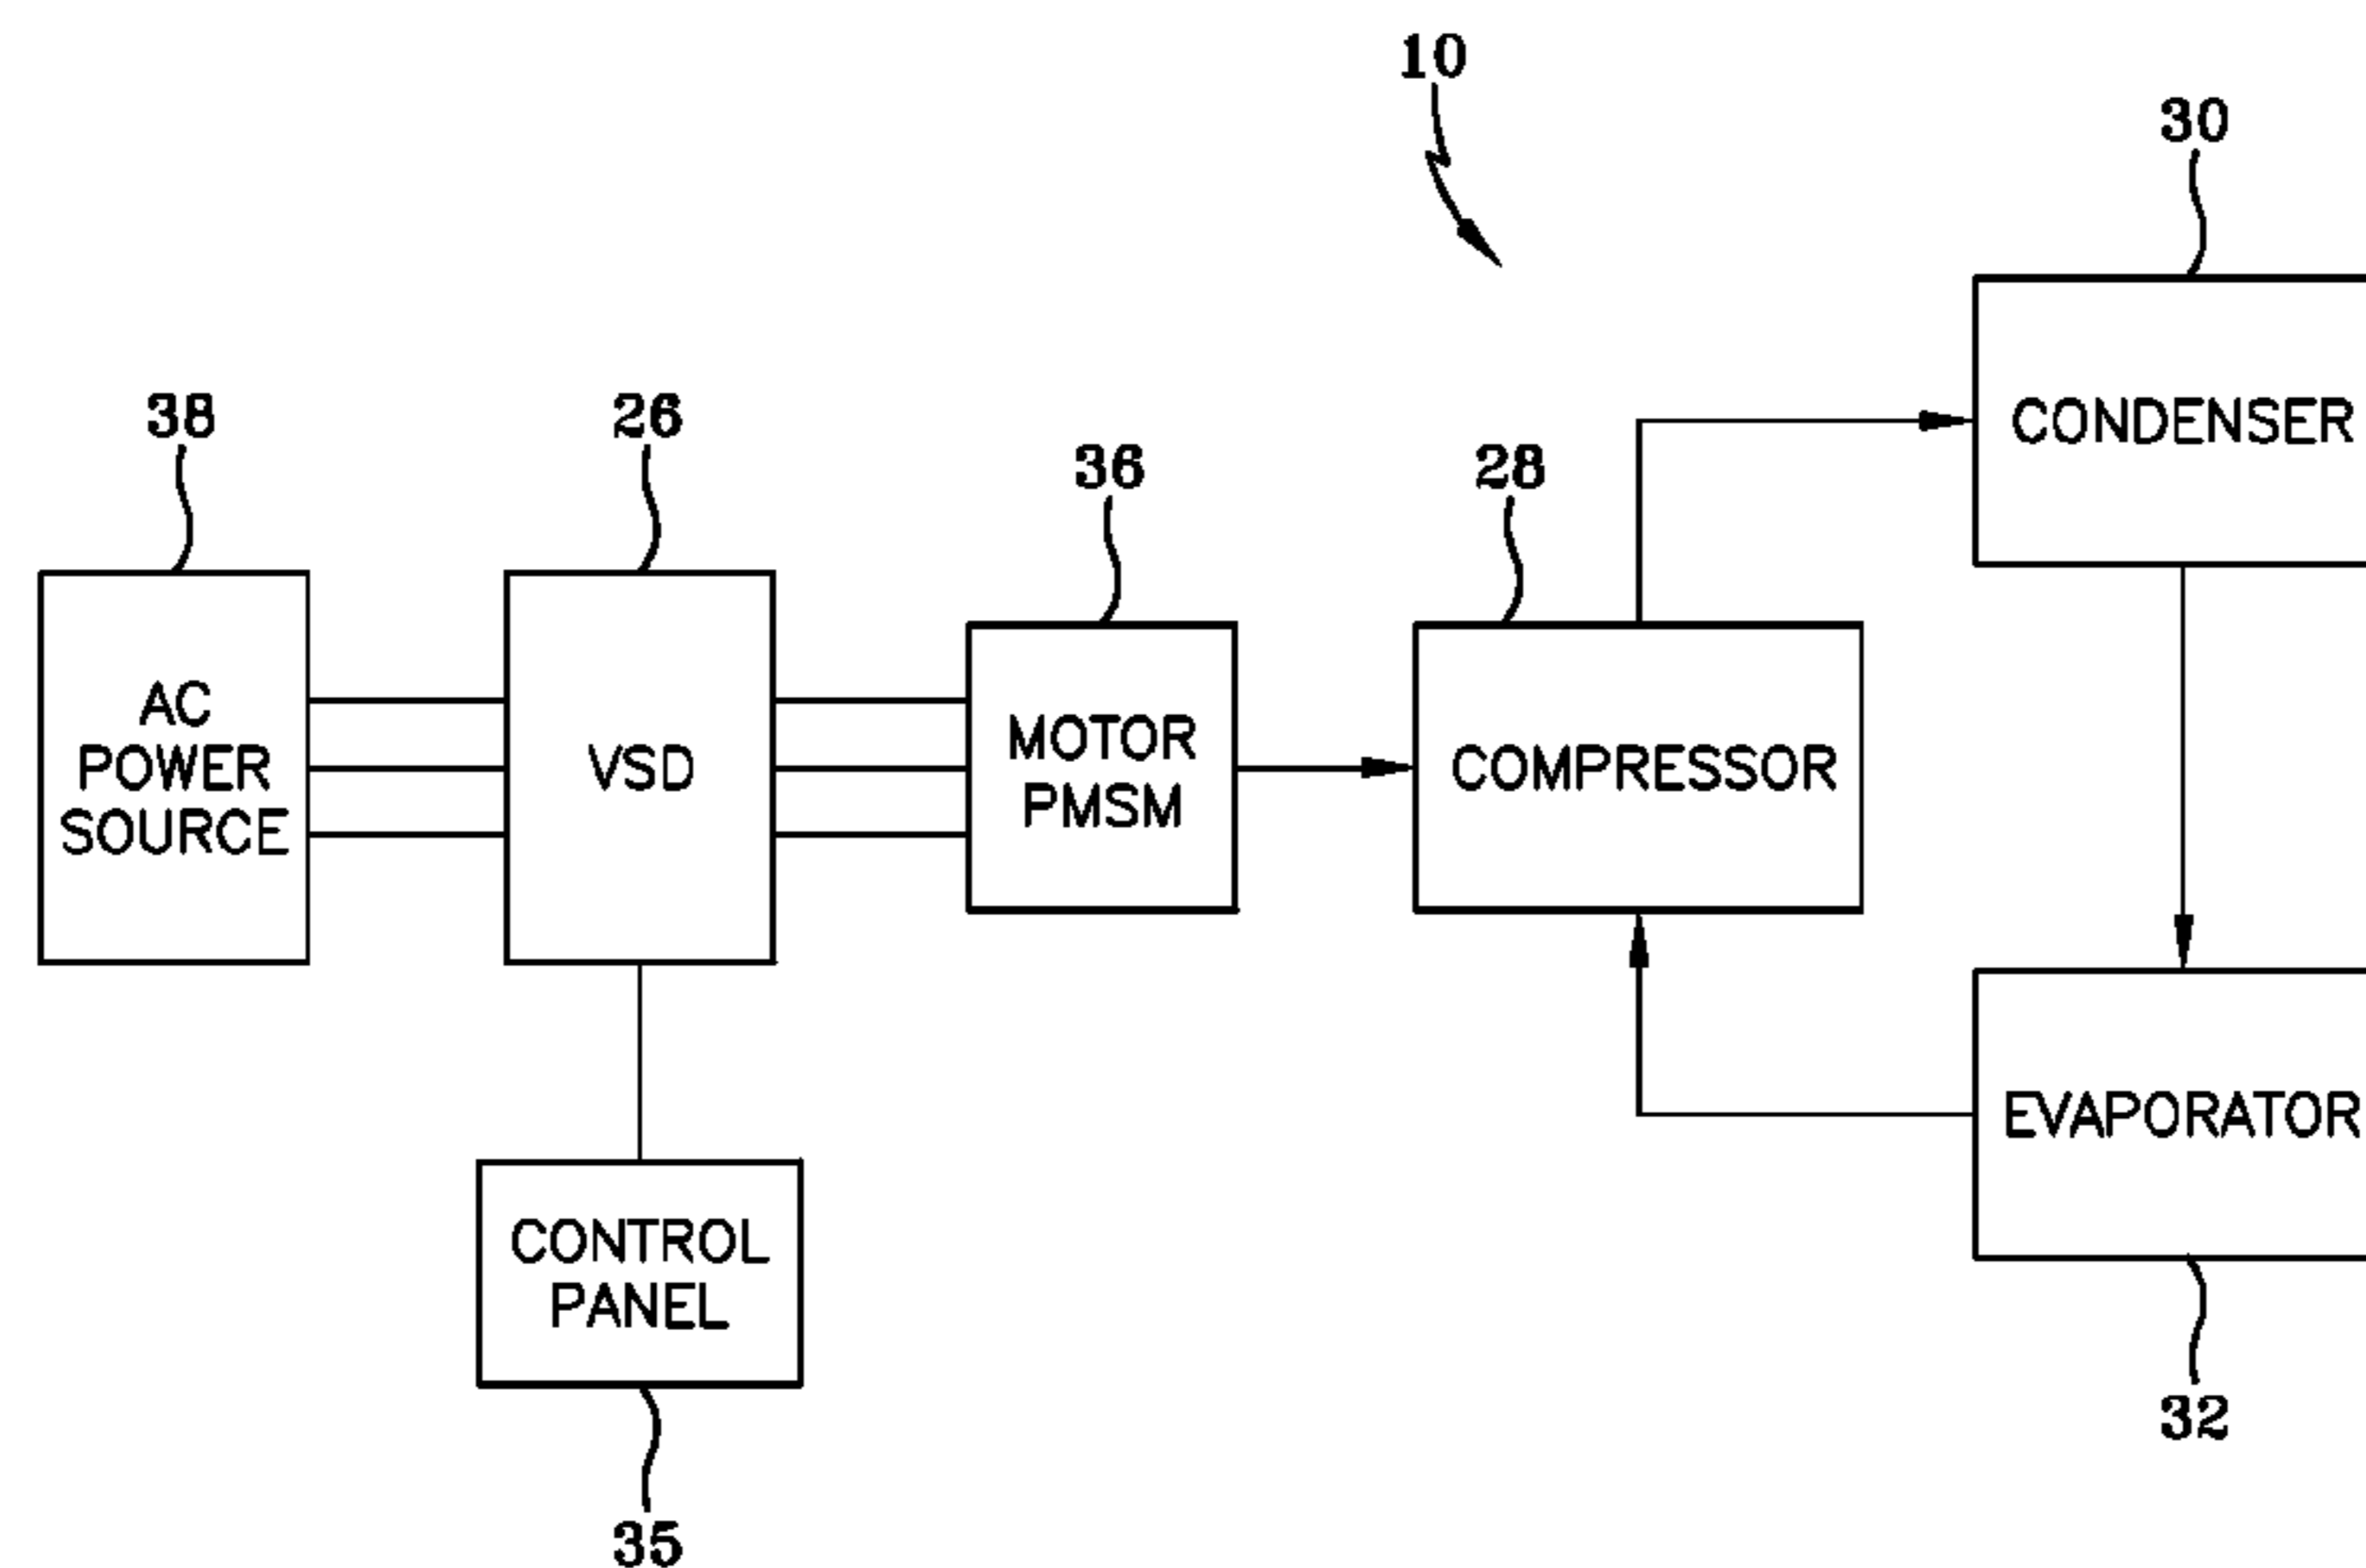 10
30
CONDENSER
38
26
36
28
AC
POWER
SOURCE
VSD
MOTOR
PMSM
COMPRESSOR
EVAPORATOR
CONTROL
PANEL
32
35